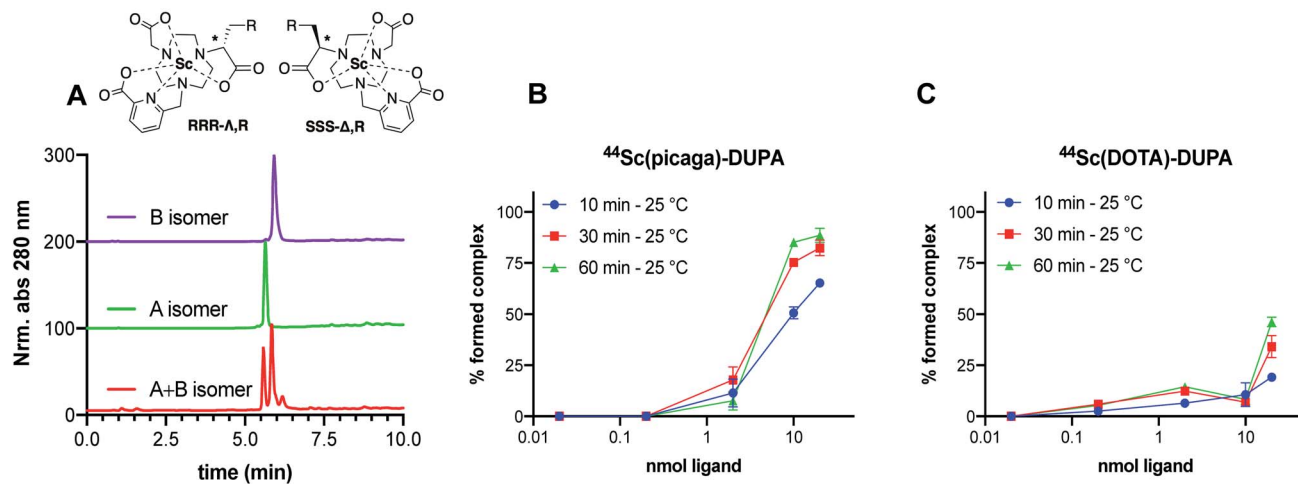 O
O
R
*
N
N
Sc
O
O
O
O
N
N
RRR-Λ,R
R
*
O
O
N
N
Sc
O
O
O
O
N
N
SSS-Δ,R
A
Nrm. abs 280 nm
300
200
100
0
B isomer
A isomer
A+B isomer
0.0 2.5 5.0 7.5 10.0
time (min)
B
44Sc(picaga)-DUPA
% formed complex
100
75
50
25
0
10 min - 25 °C
30 min - 25 °C
60 min - 25 °C
0.01 0.1 1 10
nmol ligand
C
44Sc(DOTA)-DUPA
% formed complex
100
75
50
25
0
10 min - 25 °C
30 min - 25 °C
60 min - 25 °C
0.01 0.1 1 10
nmol ligand